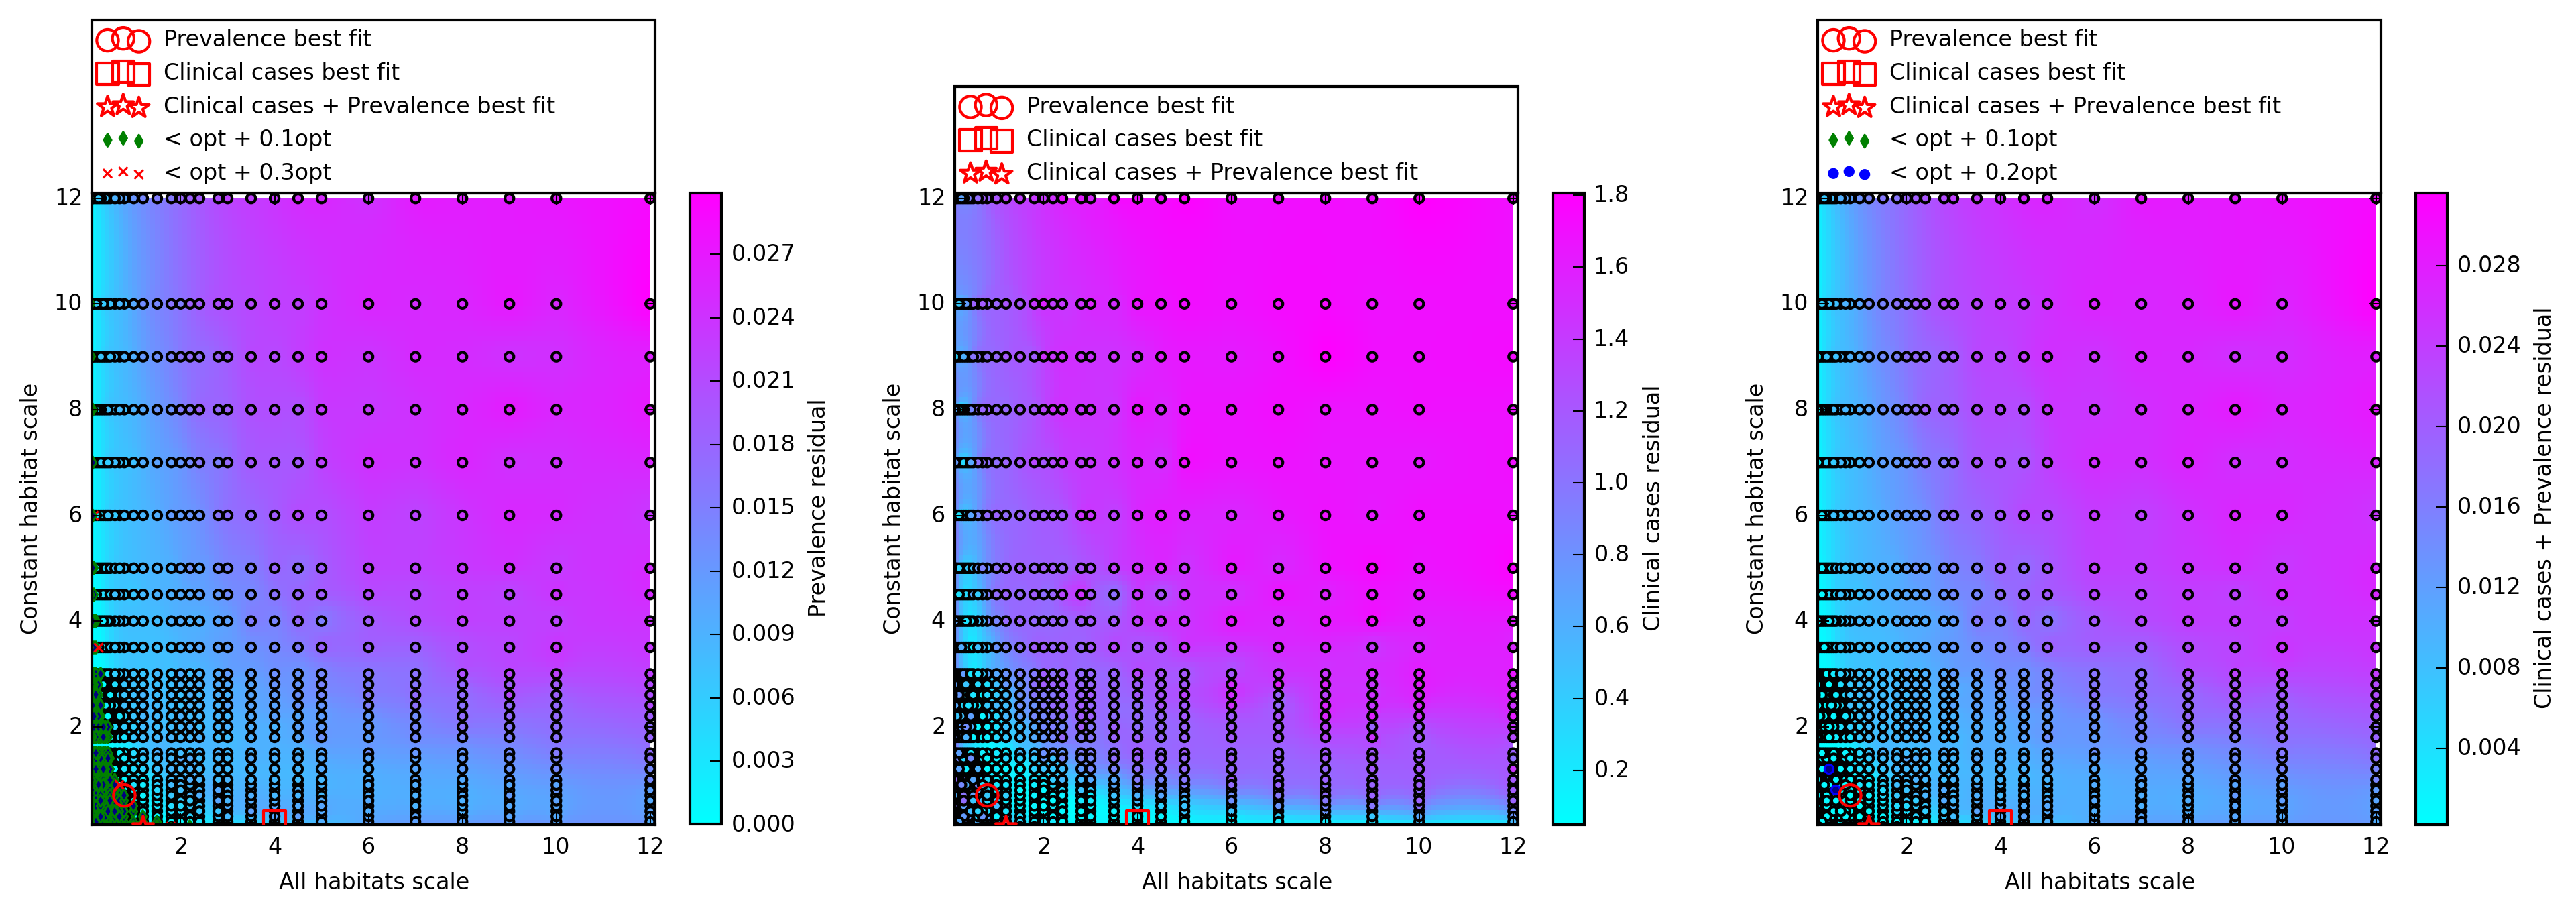 Prevalence best fit
Clinical cases best fit
Clinical cases + Prevalence best fit
< opt + 0.1opt
< opt + 0.3opt
12
10
8
6
4
2
Constant habitat scale
2 4 6 8 10 12
All habitats scale
0.027
0.024
0.021
0.018
0.015
0.012
0.009
0.006
0.003
0.000
Prevalence residual
Prevalence best fit
Clinical cases best fit
Clinical cases + Prevalence best fit
12
10
8
6
4
2
Constant habitat scale
2 4 6 8 10 12
All habitats scale
1.8
1.6
1.4
1.2
1.0
0.8
0.6
0.4
0.2
Clinical cases residual
Prevalence best fit
Clinical cases best fit
Clinical cases + Prevalence best fit
< opt + 0.1opt
< opt + 0.2opt
12
10
8
6
4
2
Constant habitat scale
2 4 6 8 10 12
All habitats scale
0.028
0.024
0.020
0.016
0.012
0.008
0.004
Clinical cases + Prevalence residual